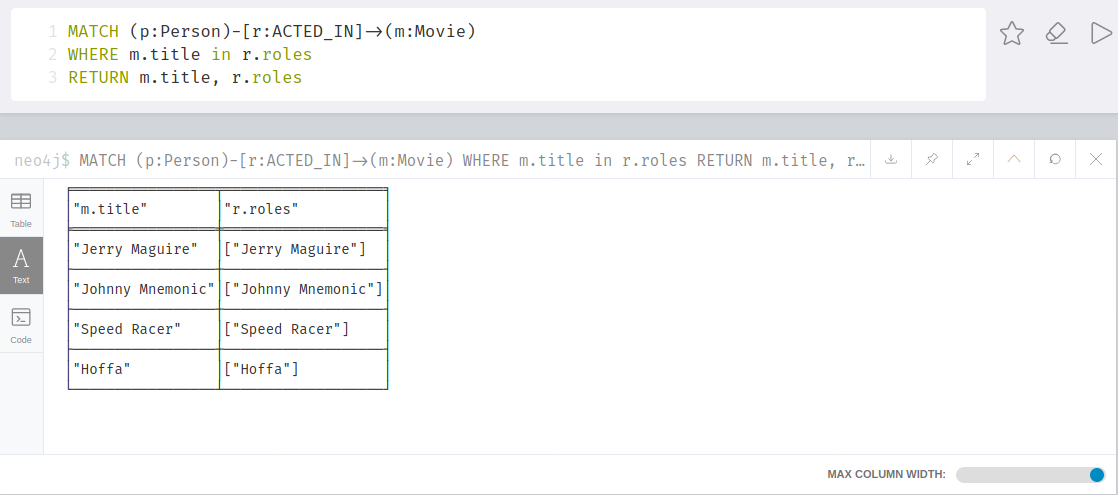 1 MATCH (p:Person)-[r:ACTED_IN]->(m:Movie)
2 WHERE m.title in r.roles
3 RETURN m.title, r.roles
neo4j$ MATCH (p:Person)-[r:ACTED_IN]->(m:Movie) WHERE m.title in r.roles RETURN m.title, r…
Table
A
Text
Code
"m.title" "r.roles"
"Jerry Maguire" ["Jerry Maguire"]
"Johnny Mnemonic" ["Johnny Mnemonic"]
"Speed Racer" ["Speed Racer"]
"Hoffa" ["Hoffa"]
MAX COLUMN WIDTH: